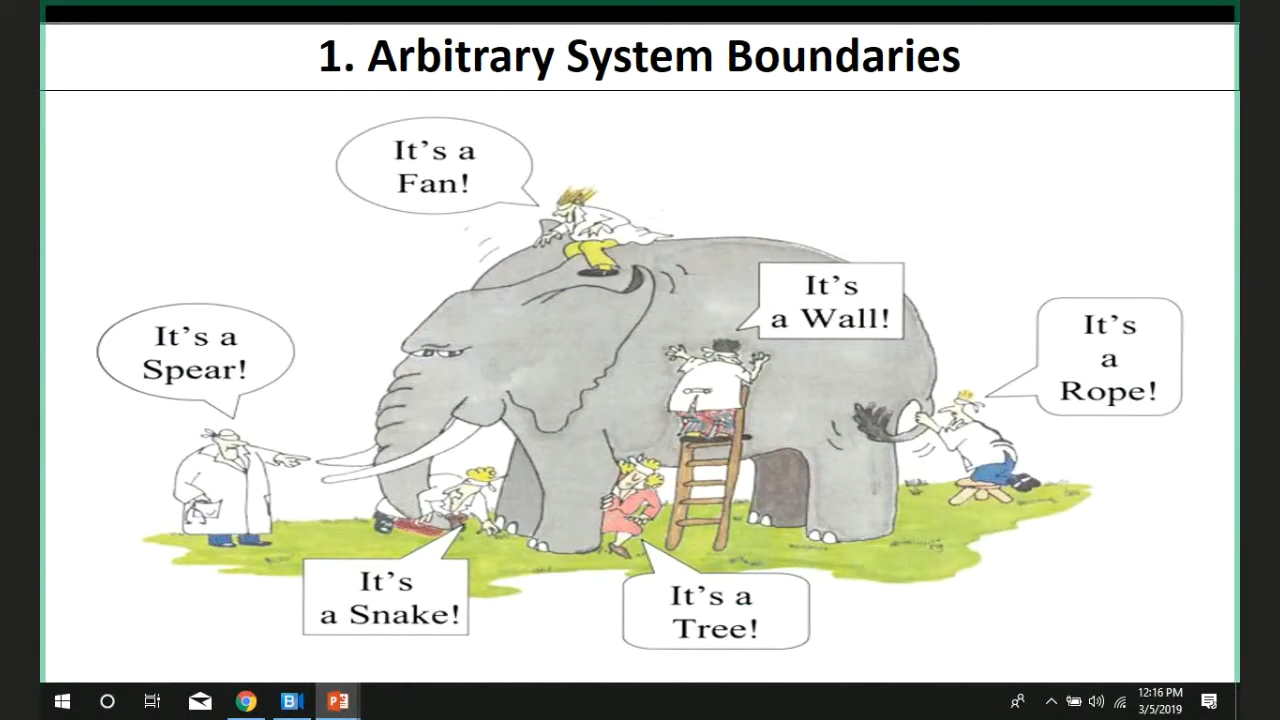 1. Arbitrary System Boundaries
It's a
Fan!
It's
a Wall!
It's a
Spear!
It's
a
Rope!
It's
a Snake!
It's a
Tree!
12:16 PM
3/5/2019